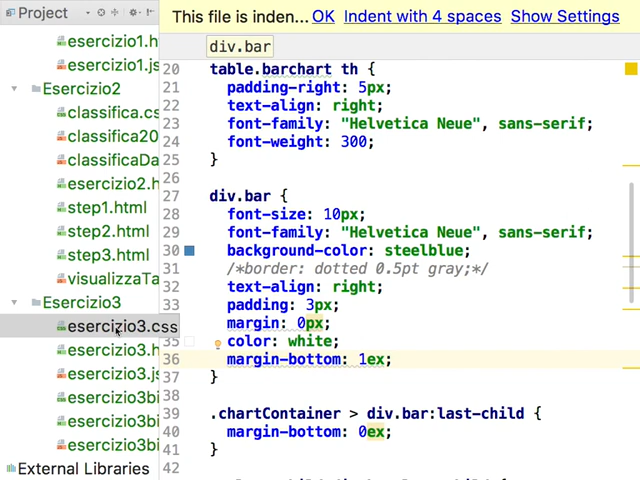 Project
This file is inden... OK Indent with 4 spaces Show Settings
div.bar
esercizio1.h
esercizio1.js
Esercizio2
classifica.cs
classifica20
classificaDa
esercizio2.h
step1.html
step2.html
step3.html
visualizzaTa
Esercizio3
esercizio3.css
esercizio3.h
esercizio3.js
esercizio3bi
esercizio3bi
esercizio3bi
External Libraries
20 table.barchart th {
21 padding-right: 5px;
22 text-align: right;
23 font-family: "Helvetica Neue", sans-serif;
24 font-weight: 300;
25 }
26
27 div.bar {
28 font-size: 10px;
29 font-family: "Helvetica Neue", sans-serif;
30 background-color: steelblue;
31 /*border: dotted 0.5pt gray;*/
32 text-align: right;
33 padding: 3px;
34 margin: 0px;
35 color: white;
36 margin-bottom: 1ex;
37 }
38
39 .chartContainer > div.bar:last-child {
40 margin-bottom: 0ex;
41 }
42